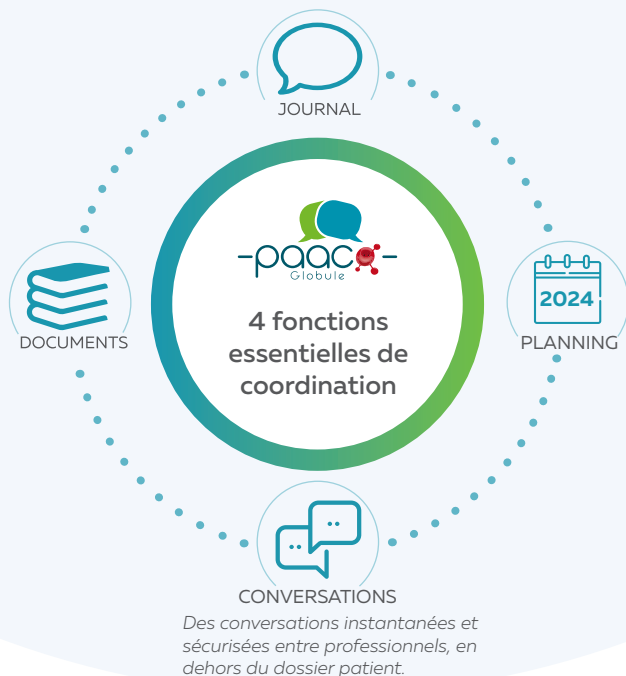 JOURNAL
-paaco-
Globule
4 fonctions
essentielles de
coordination
DOCUMENTS
2024
PLANNING
CONVERSATIONS
Des conversations instantanées et
sécurisées entre professionnels, en
dehors du dossier patient.